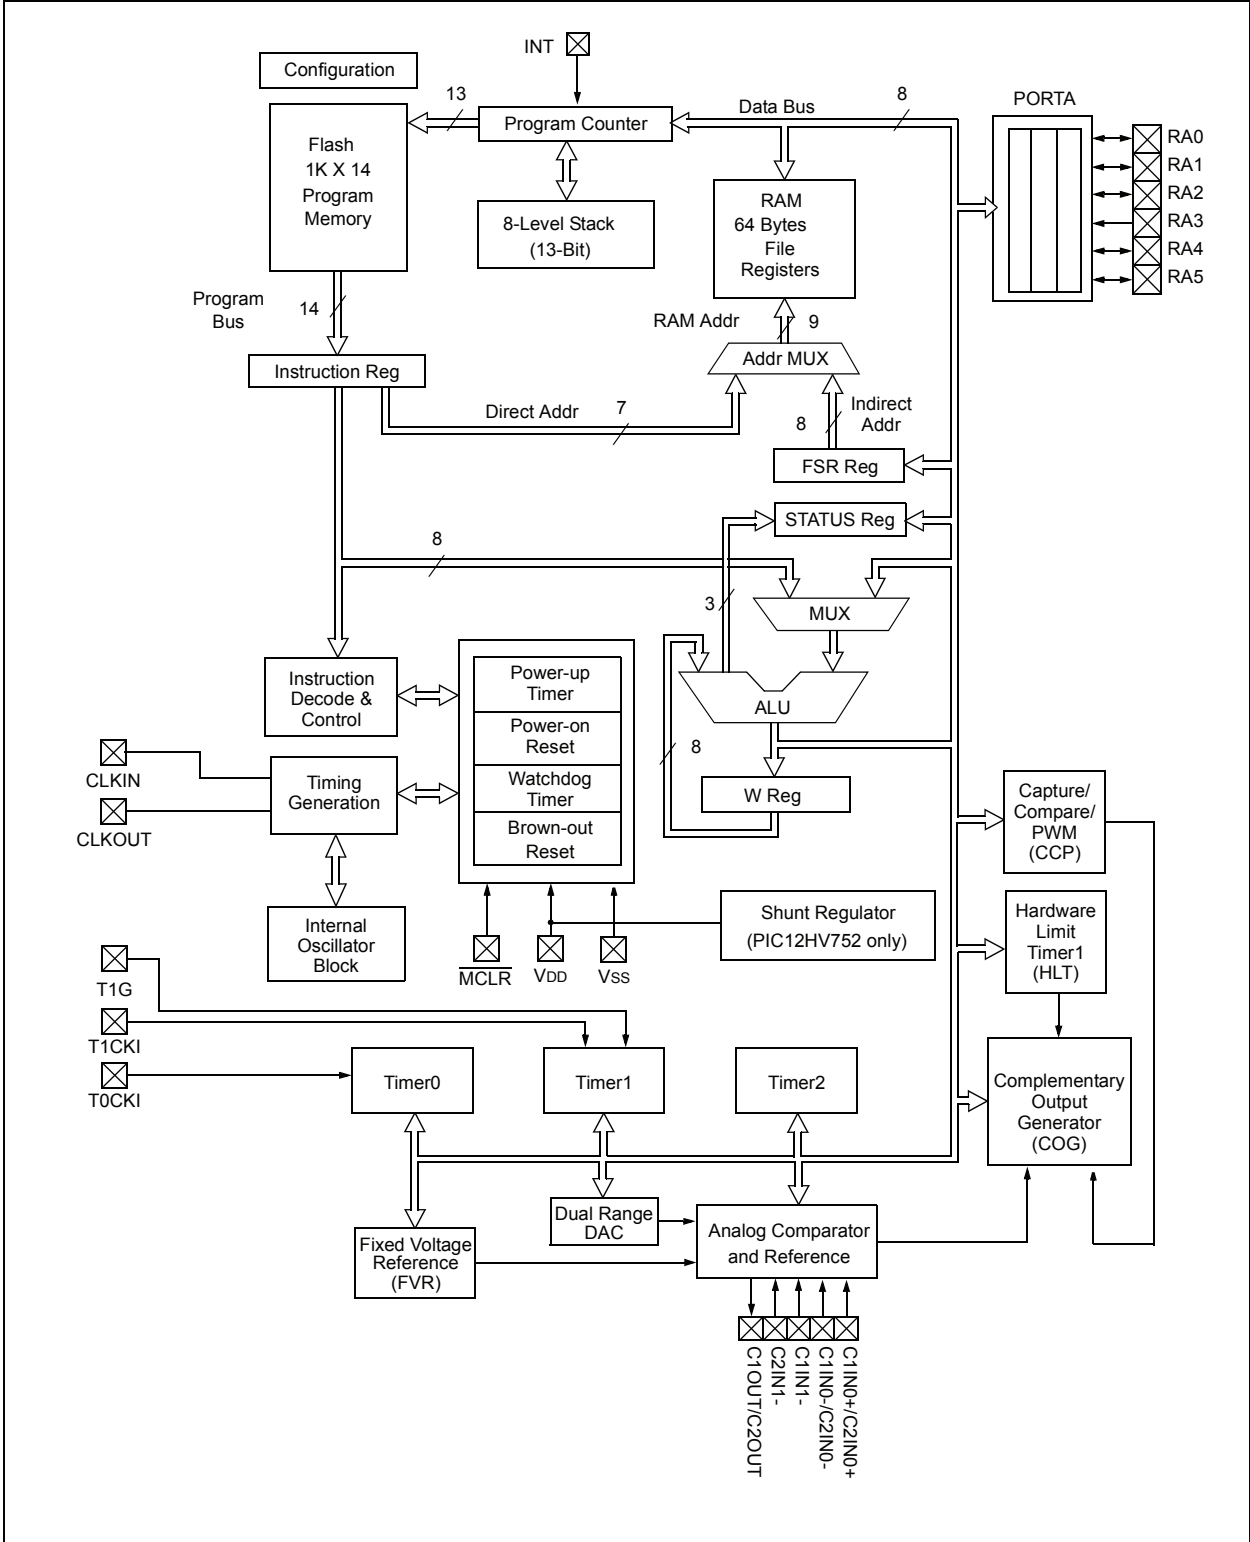 INT
Configuration
13
Data Bus
8
PORTA
Program Counter
Flash
1K X 14
Program
Memory
RA0
RA1
RA2
RA3
RA4
RA5
8-Level Stack
(13-Bit)
RAM
64 Bytes
File
Registers
Program
Bus
14
RAM Addr
9
Addr MUX
Instruction Reg
Direct Addr
7
Indirect
Addr
8
FSR Reg
STATUS Reg
8
3
MUX
Instruction
Decode &
Control
Power-up
Timer
Power-on
Reset
Watchdog
Timer
Brown-out
Reset
ALU
8
W Reg
CLKIN
CLKOUT
Timing
Generation
Internal
Oscillator
Block
Capture/
Compare/
PWM
(CCP)
Shunt Regulator
(PIC12HV752 only)
Hardware
Limit
Timer1
(HLT)
MCLR
VDD
VSS
T1G
T1CKI
T0CKI
Timer0
Timer1
Timer2
Complementary
Output
Generator
(COG)
Dual Range
DAC
Fixed Voltage
Reference
(FVR)
Analog Comparator
and Reference
C1OUT/C2OUT
C2IN1-
C1IN1-
C1IN0-/C2IN0-
C1IN0+/C2IN0+